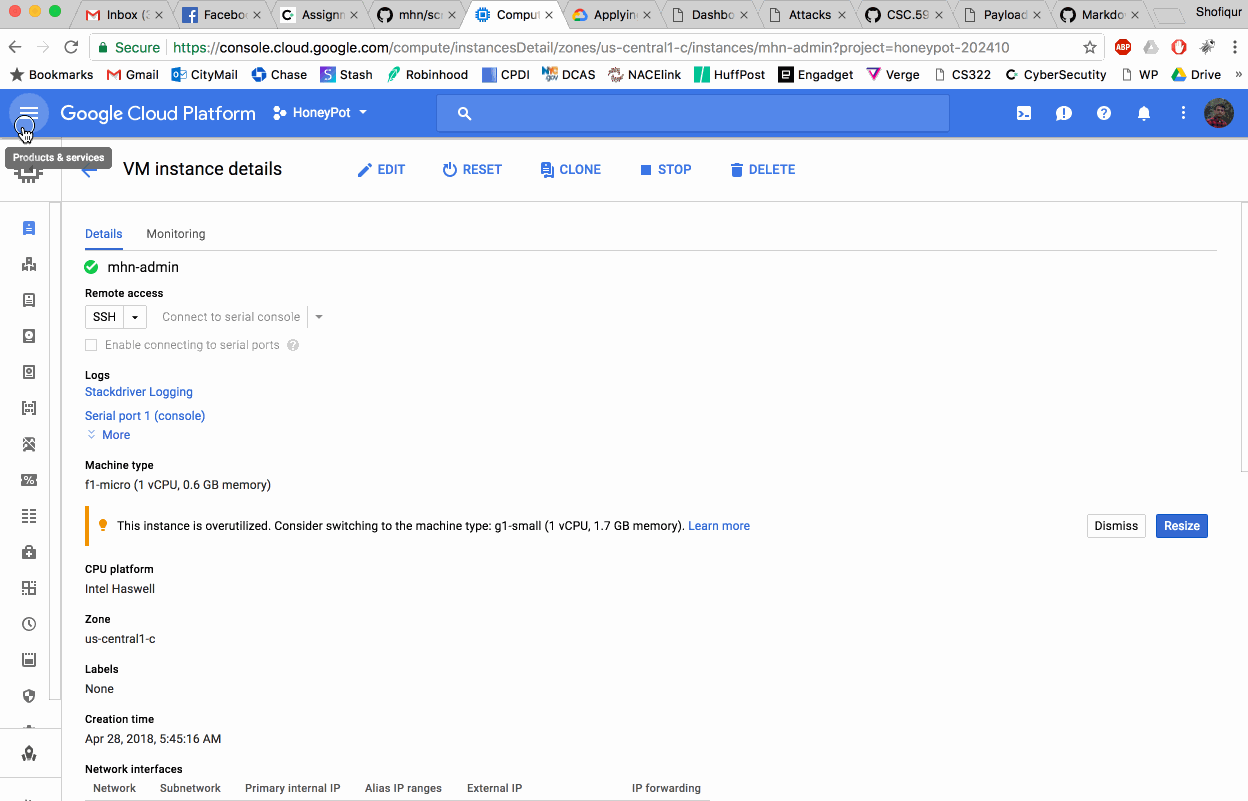 Inbox (3 Facebo Assignn mhn/scr Comput Applyin Dashbo Attacks CSC.59 Payload Markdo Shofiqur
Secure https://console.cloud.google.com/compute/instancesDetail/zones/us-central1-c/instances/mhn-admin?project=honeypot-202410 ABP
Bookmarks Gmail CityMail Chase Stash Robinhood CPDI DCAS NACElink HuffPost Engadget Verge CS322 CyberSecutity WP Drive »
Google Cloud Platform HoneyPot
Products & services
VM instance details EDIT RESET CLONE STOP DELETE
Details Monitoring
mhn-admin
Remote access
SSH Connect to serial console
Enable connecting to serial ports ?
Logs
Stackdriver Logging
Serial port 1 (console)
More
Machine type
f1-micro (1 vCPU, 0.6 GB memory)
This instance is overutilized. Consider switching to the machine type: g1-small (1 vCPU, 1.7 GB memory). Learn more Dismiss Resize
CPU platform
Intel Haswell
Zone
us-central1-c
Labels
None
Creation time
Apr 28, 2018, 5:45:16 AM
Network interfaces
Network Subnetwork Primary internal IP Alias IP ranges External IP IP forwarding